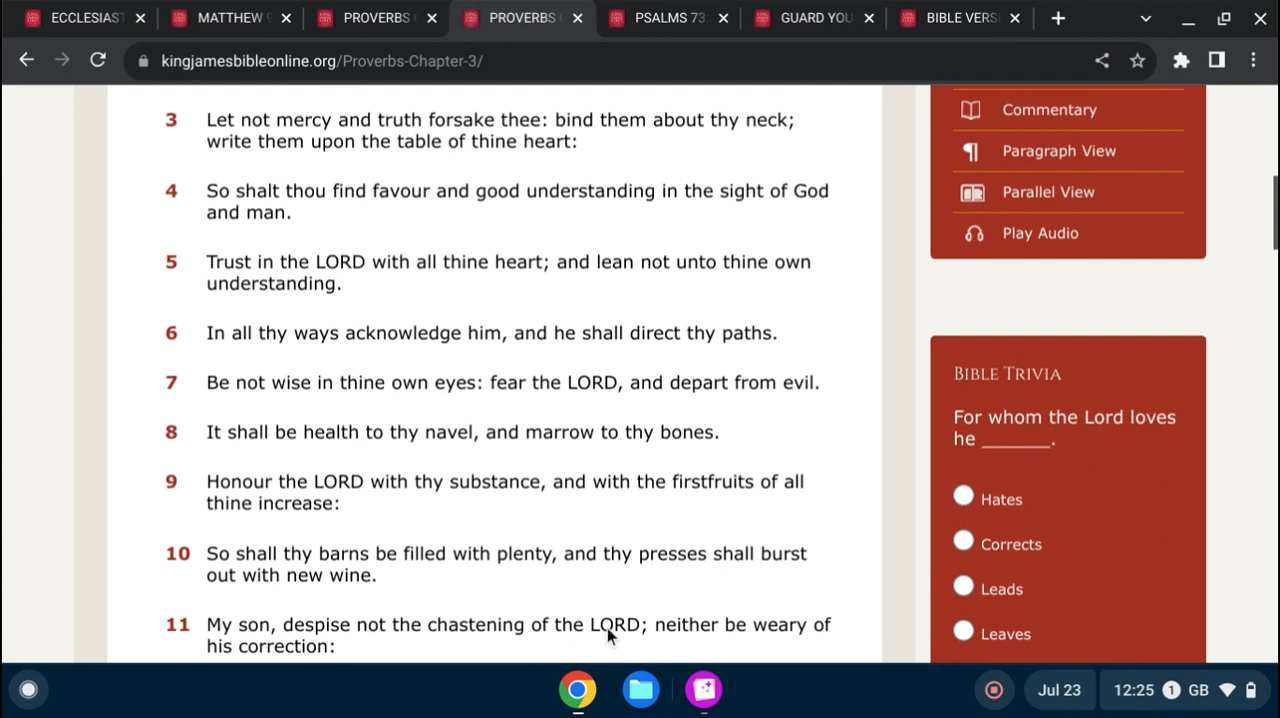 ECCLESIAST
MATTHEW 9
PROVERBS
PROVERBS
PSALMS 73
GUARD YOU
BIBLE VERS
kingjamesbibleonline.org/Proverbs-Chapter-3/
3 Let not mercy and truth forsake thee: bind them about thy neck;
write them upon the table of thine heart:
4 So shalt thou find favour and good understanding in the sight of God
and man.
5 Trust in the LORD with all thine heart; and lean not unto thine own
understanding.
6 In all thy ways acknowledge him, and he shall direct thy paths.
7 Be not wise in thine own eyes: fear the LORD, and depart from evil.
8 It shall be health to thy navel, and marrow to thy bones.
9 Honour the LORD with thy substance, and with the firstfruits of all
thine increase:
10 So shall thy barns be filled with plenty, and thy presses shall burst
out with new wine.
11 My son, despise not the chastening of the LORD; neither be weary of
his correction:
Commentary
Paragraph View
Parallel View
Play Audio
BIBLE TRIVIA
For whom the Lord loves
he _______.
Hates
Corrects
Leads
Leaves
Jul 23
12:25 1 GB